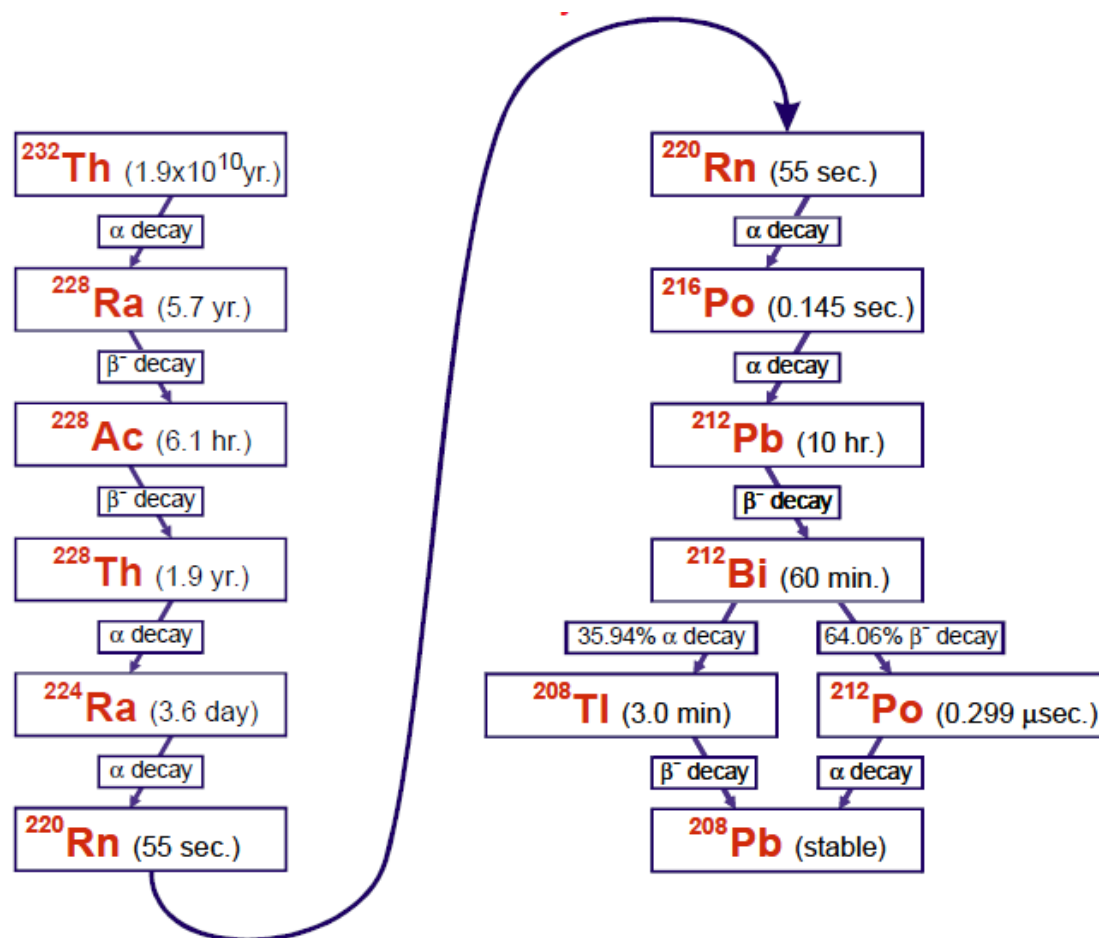 ²³²Th (1.9x10¹⁰yr.)
α decay
²²⁸Ra (5.7 yr.)
β⁻ decay
²²⁸Ac (6.1 hr.)
β⁻ decay
²²⁸Th (1.9 yr.)
α decay
²²⁴Ra (3.6 day)
α decay
²²⁰Rn (55 sec.)
²²⁰Rn (55 sec.)
α decay
²¹⁶Po (0.145 sec.)
α decay
²¹²Pb (10 hr.)
β⁻ decay
²¹²Bi (60 min.)
35.94% α decay
64.06% β⁻ decay
²⁰⁸Tl (3.0 min)
²¹²Po (0.299 μsec.)
β⁻ decay
α decay
²⁰⁸Pb (stable)